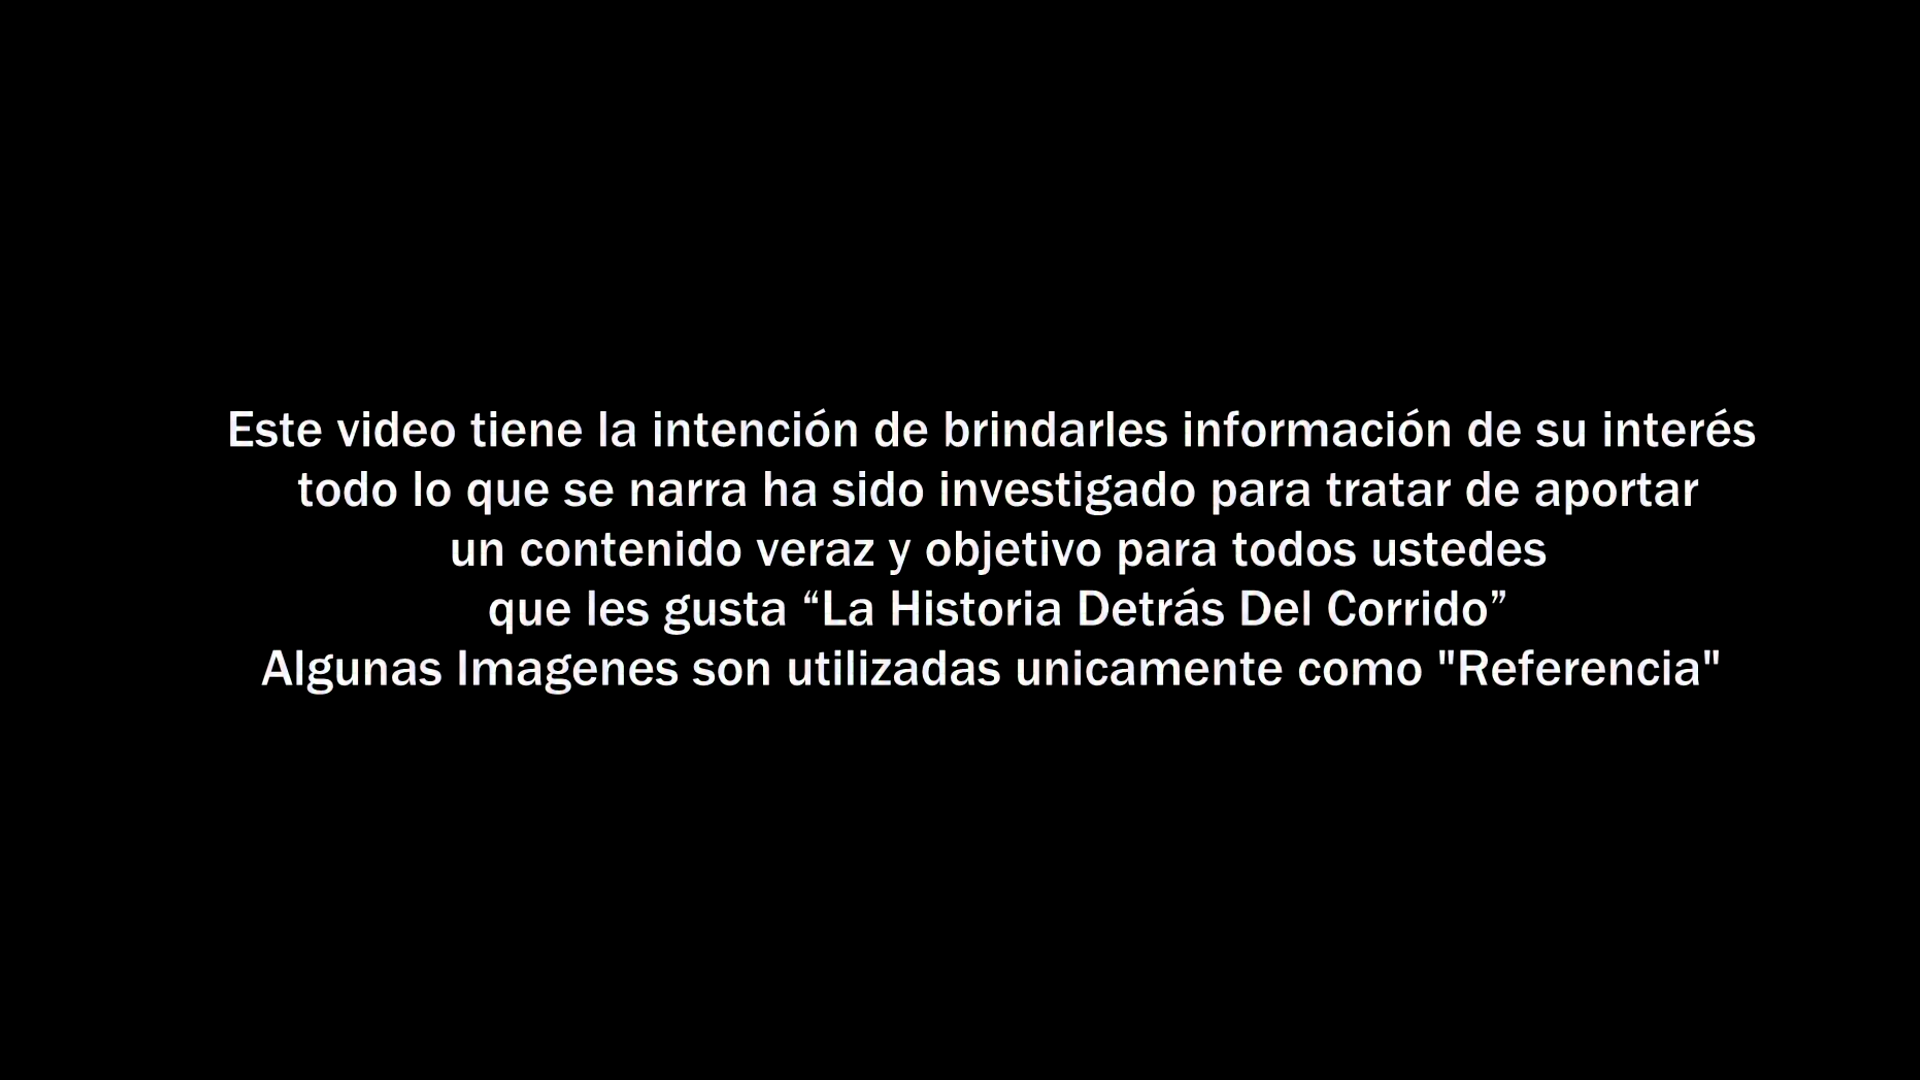 Este video tiene la intención de brindarles información de su interés
todo lo que se narra ha sido investigado para tratar de aportar
un contenido veraz y objetivo para todos ustedes
que les gusta “La Historia Detrás Del Corrido”
Algunas Imagenes son utilizadas unicamente como "Referencia"